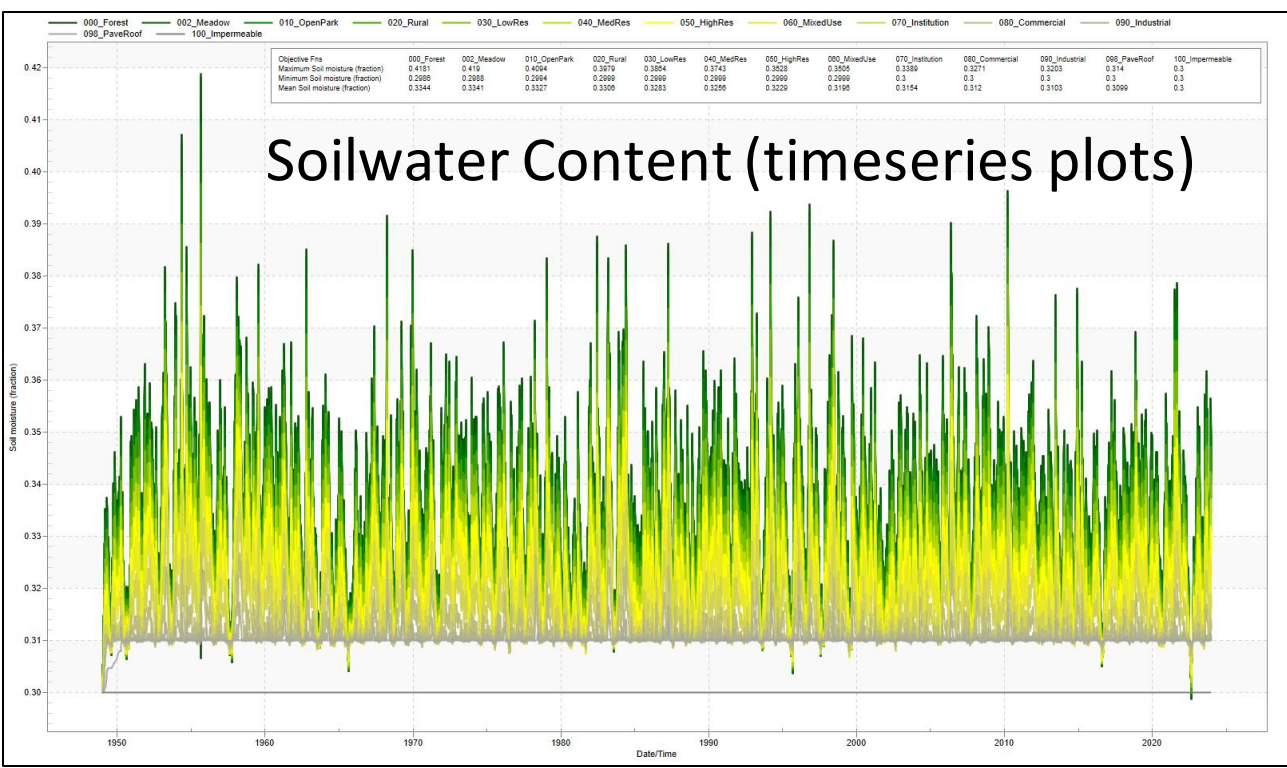 000_Forest 002_Meadow 010_OpenPark 020_Rural 030_LowRes 040_MedRes 050_HighRes 060_MixedUse 070_Institution 080_Commercial 090_Industrial
098_PaveRoof 100_Impermeable
Objective Fns 000_Forest 002_Meadow 010_OpenPark 020_Rural 030_LowRes 040_MedRes 050_HighRes 060_MixedUse 070_Institution 080_Commercial 090_Industrial 098_PaveRoof 100_Impermeable
Maximum Soil moisture (fraction) 0.4181 0.419 0.4094 0.3979 0.3864 0.3743 0.3628 0.3505 0.3389 0.3271 0.3203 0.314 0.3
Minimum Soil moisture (fraction) 0.2986 0.2988 0.2994 0.2999 0.2999 0.2999 0.2999 0.2999 0.3 0.3 0.3 0.3 0.3
Mean Soil moisture (fraction) 0.3344 0.3341 0.3327 0.3306 0.3283 0.3256 0.3229 0.3196 0.3154 0.312 0.3103 0.3099 0.3
Soilwater Content (timeseries plots)
0.42
0.41
0.40
0.39
0.38
0.37
0.36
0.35
0.34
0.33
0.32
0.31
0.30
Soil moisture (fraction)
1950 1960 1970 1980 1990 2000 2010 2020
Date/Time